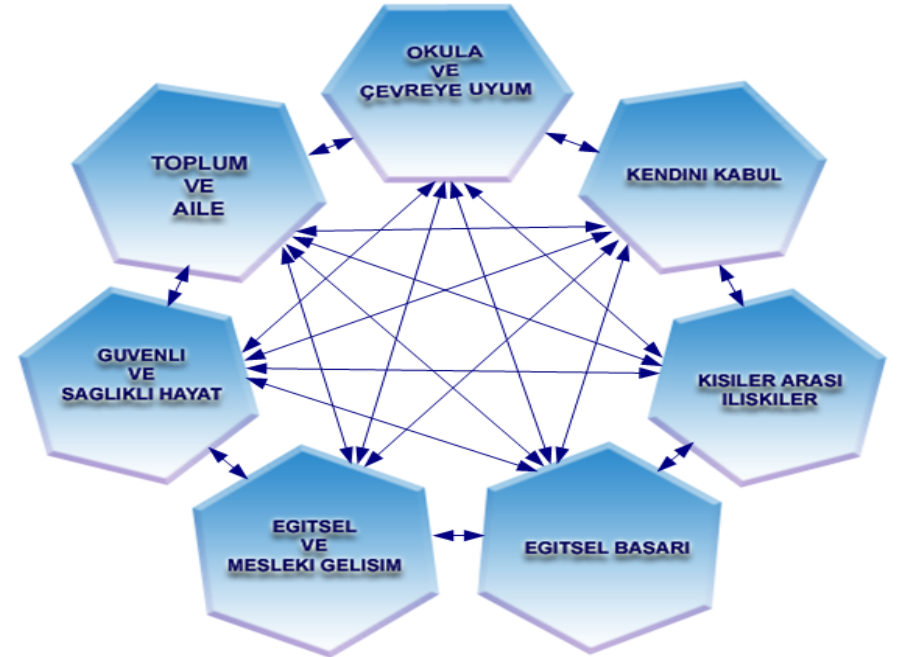 OKULA
VE
ÇEVREYE UYUM
TOPLUM
VE
AILE
KENDINI KABUL
GUVENLI
VE
SAGLIKLI HAYAT
KISILER ARASI
ILISKILER
EGITSEL
VE
MESLEKI GELISIM
EGITSEL BASARI